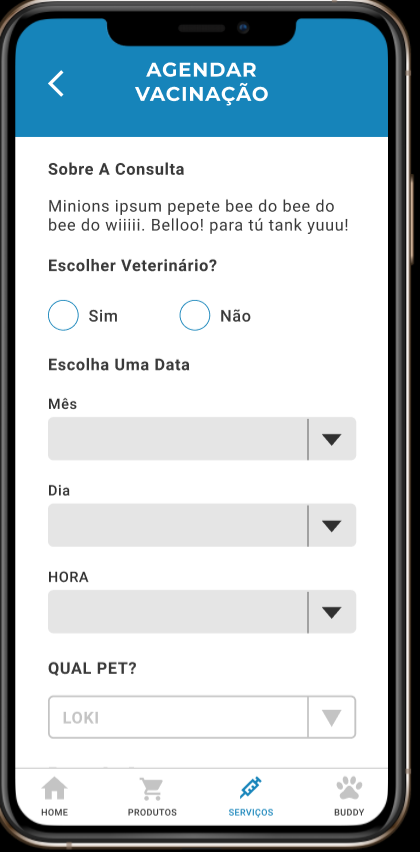 AGENDAR
VACINAÇÃO
Sobre A Consulta
Minions ipsum pepete bee do bee do
bee do wiiiii. Belloo! para tú tank yuuu!
Escolher Veterinário?
Sim
Não
Escolha Uma Data
Mês
Dia
HORA
QUAL PET?
LOKI
HOME
PRODUTOS
SERVIÇOS
BUDDY